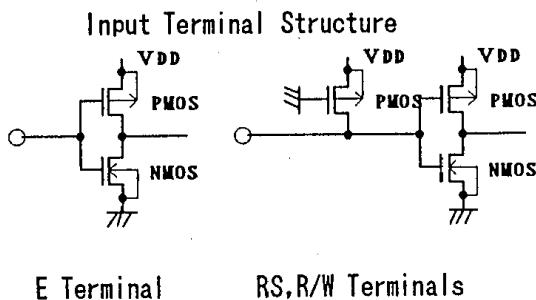 Input Terminal Structure
VDD
VDD
VDD
PMOS
PMOS
PMOS
NMOS
NMOS
E Terminal
RS,R/W Terminals